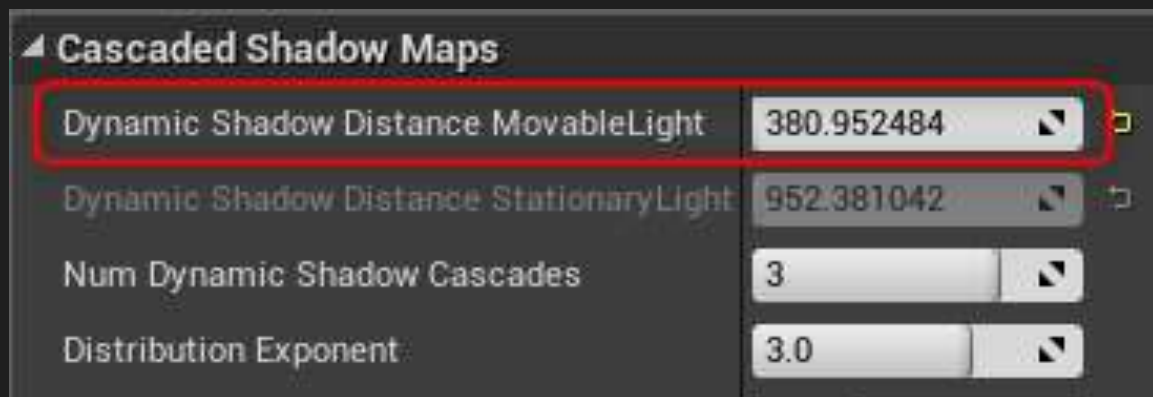 Cascaded Shadow Maps
Dynamic Shadow Distance MovableLight 380.952484
Dynamic Shadow Distance StationaryLight 952.381042
Num Dynamic Shadow Cascades 3
Distribution Exponent 3.0